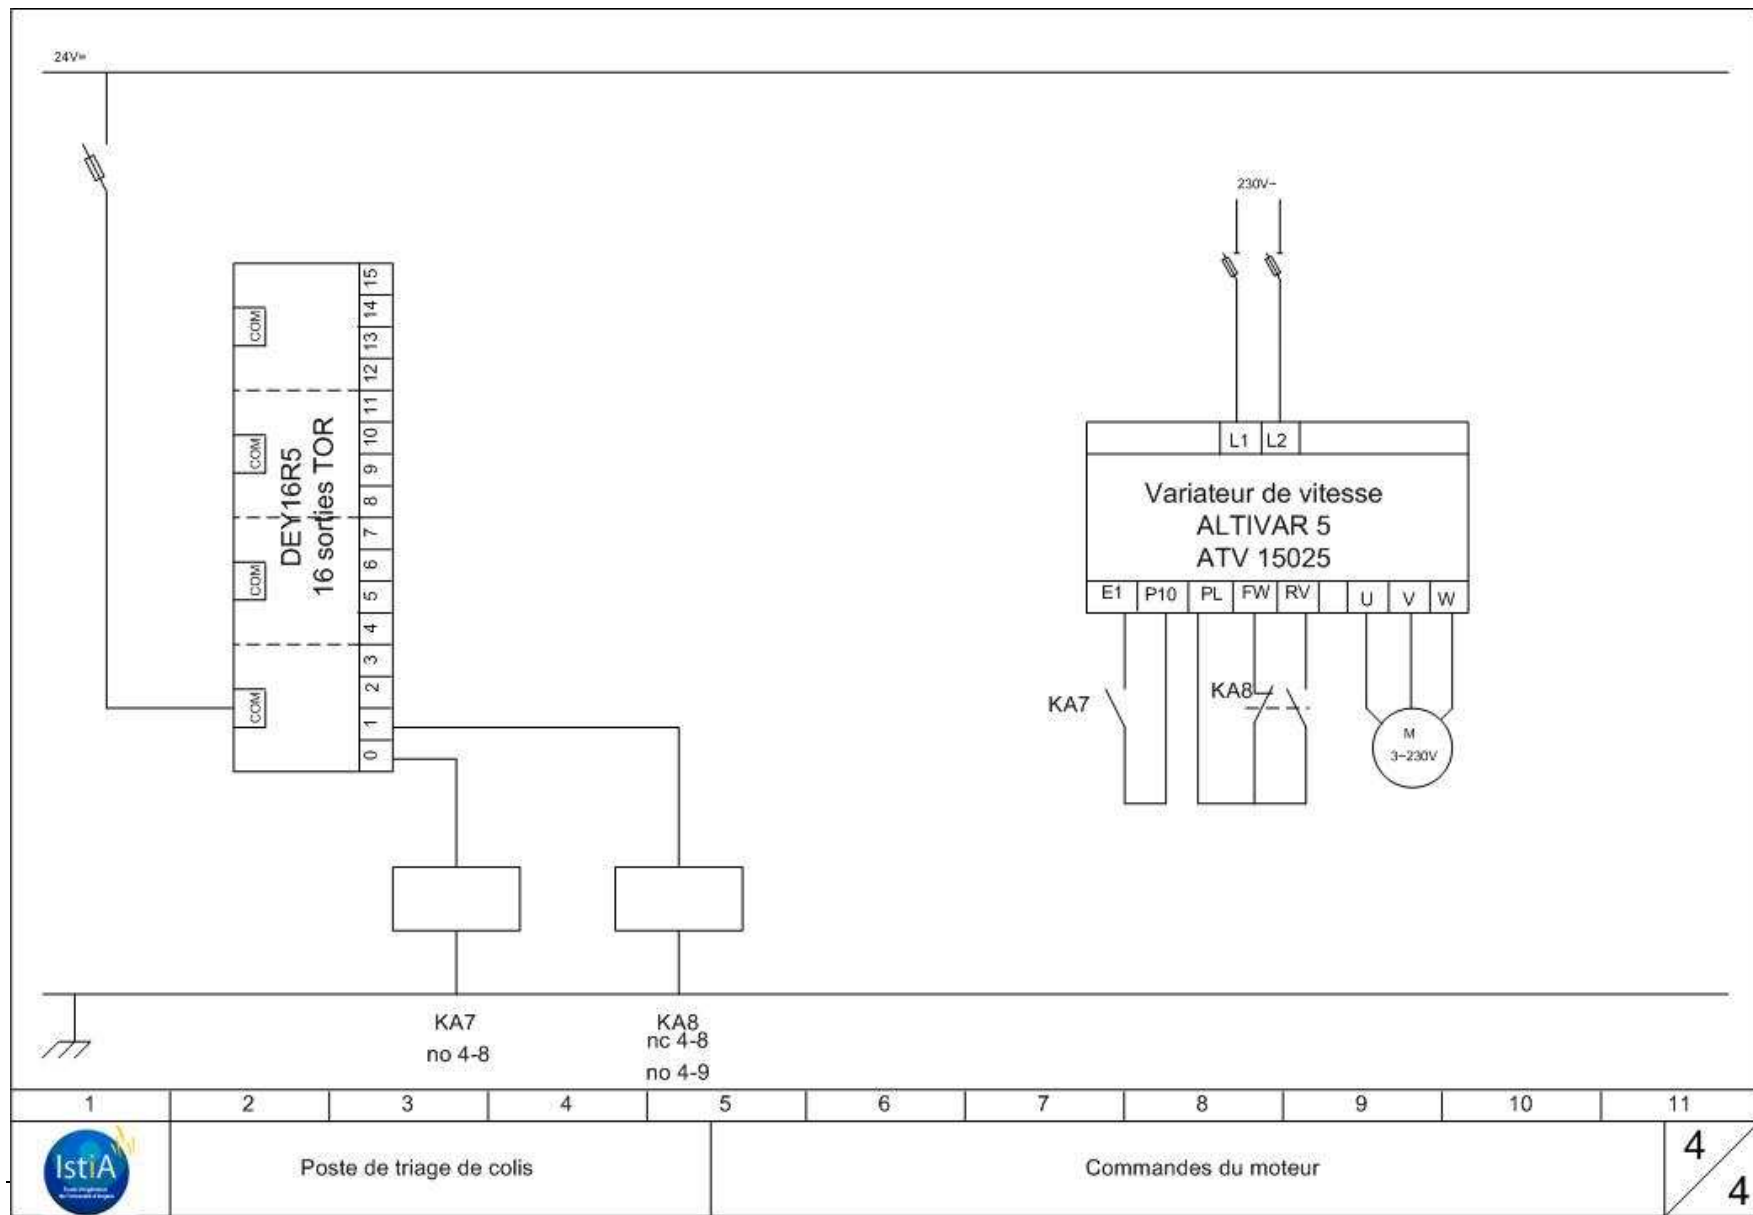 24V=
230V~
15
14
13
12
11
10
9
8
7
6
5
4
3
2
1
0
COM
COM
COM
COM
DEY16R5
16 sorties TOR
L1 L2
Variateur de vitesse
ALTIVAR 5
ATV 15025
E1 P10 PL FW RV U V W
KA7
KA8
M
3~230V
KA7
no 4-8
KA8
nc 4-8
no 4-9
1 2 3 4 5 6 7 8 9 10 11
IstiA
Poste de triage de colis
Commandes du moteur
4
4